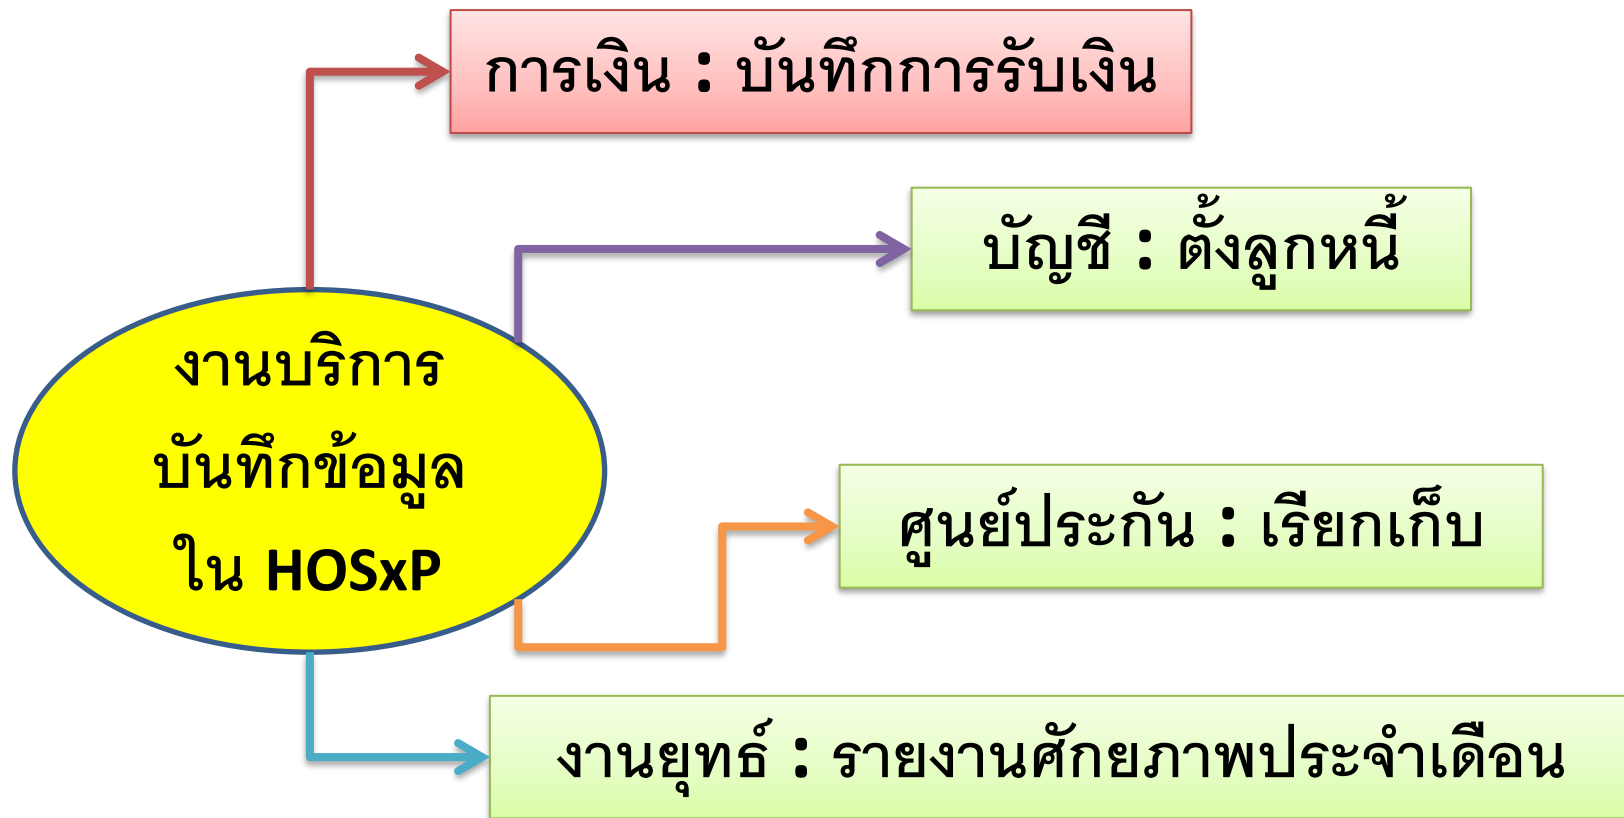 การเงิน : บันทึกการรับเงิน
บัญชี : ตั้งลูกหนี้
งานบริการ
บันทึกข้อมูล
ใน HOSxP
ศูนย์ประกัน : เรียกเก็บ
งานยุทธ์ : รายงานศักยภาพประจำเดือน